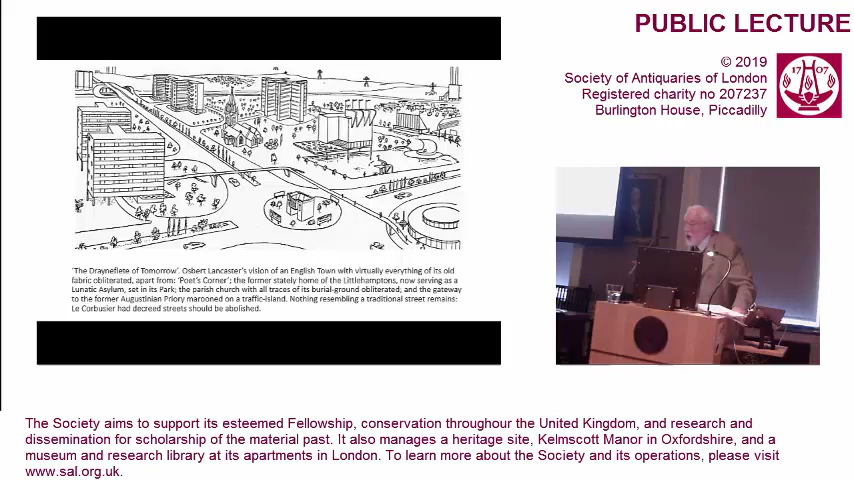 PUBLIC LECTURE
© 2019
Society of Antiquaries of London
Registered charity no 207237
Burlington House, Piccadilly
17 07
'The Drayneflete of Tomorrow'. Osbert Lancaster's vision of an English Town with virtually everything of its old
fabric obliterated, apart from: 'Poet's Corner'; the former stately home of the Littlehamptons, now serving as a
Lunatic Asylum, set in its Park; the parish church with all traces of its burial-ground obliterated; and the gateway
to the former Augustinian Priory marooned on a traffic-island. Nothing resembling a traditional street remains:
Le Corbusier had decreed streets should be abolished.
The Society aims to support its esteemed Fellowship, conservation throughour the United Kingdom, and research and
dissemination for scholarship of the material past. It also manages a heritage site, Kelmscott Manor in Oxfordshire, and a
museum and research library at its apartments in London. To learn more about the Society and its operations, please visit
www.sal.org.uk.